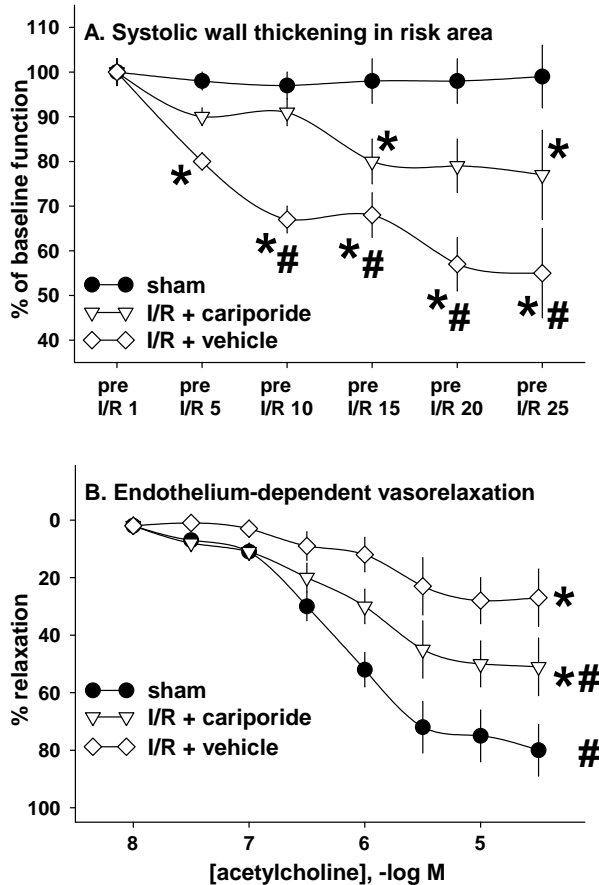 A. Systolic wall thickening in risk area
110
100
90
80
70
60
50
40
% of baseline function
* *
*
* # * #
* # * #
sham
I/R + cariporide
I/R + vehicle
pre pre pre pre pre pre
I/R 1 I/R 5 I/R 10 I/R 15 I/R 20 I/R 25
B. Endothelium-dependent vasorelaxation
0
20
40
60
80
100
% relaxation
*
* #
#
sham
I/R + cariporide
I/R + vehicle
8 7 6 5
[acetylcholine], -log M